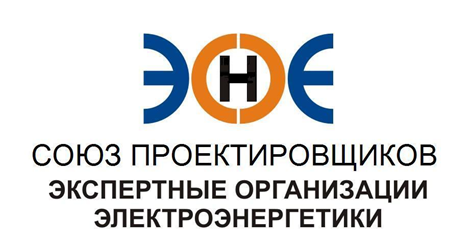 ЭНЕ
СОЮЗ ПРОЕКТИРОВЩИКОВ
ЭКСПЕРТНЫЕ ОРГАНИЗАЦИИ
ЭЛЕКТРОЭНЕРГЕТИКИ